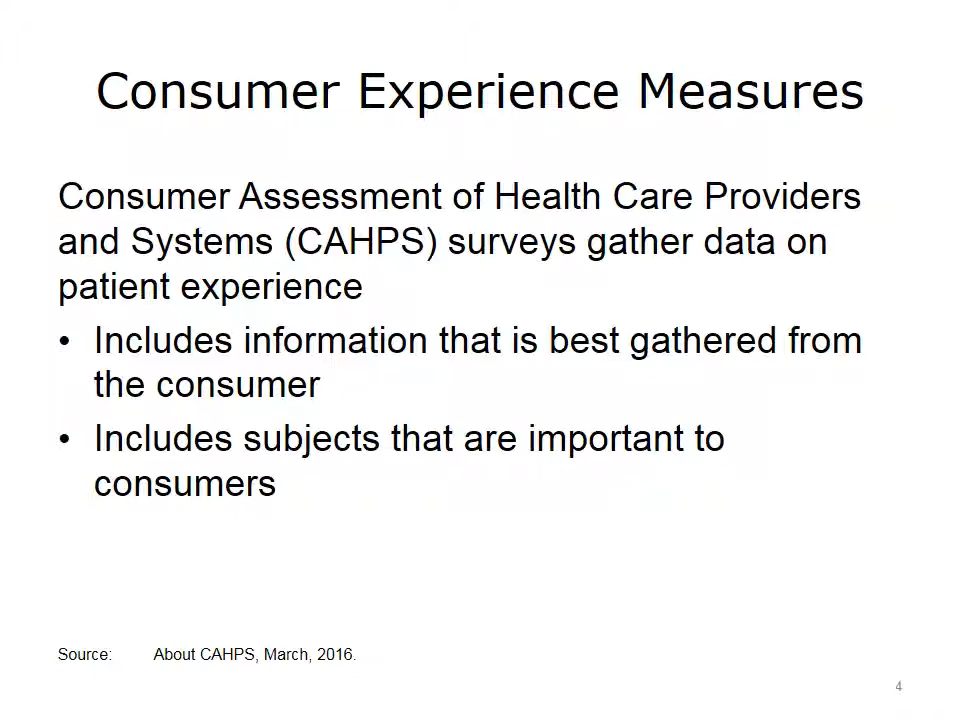 Consumer Experience Measures
Consumer Assessment of Health Care Providers
and Systems (CAHPS) surveys gather data on
patient experience
• Includes information that is best gathered from
the consumer
• Includes subjects that are important to
consumers
Source: About CAHPS, March, 2016.
4